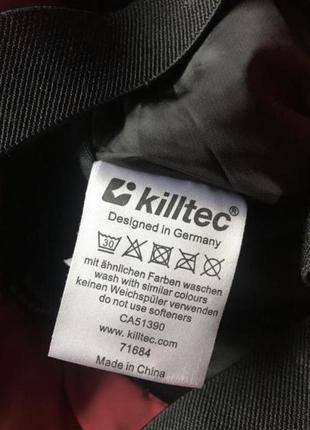 killtec®
Designed in Germany
30
mit ähnlichen Farben waschen
wash with similar colours
keinen Weichspüler verwenden
do not use softeners
CA51390
www.killtec.com
71684
Made in China